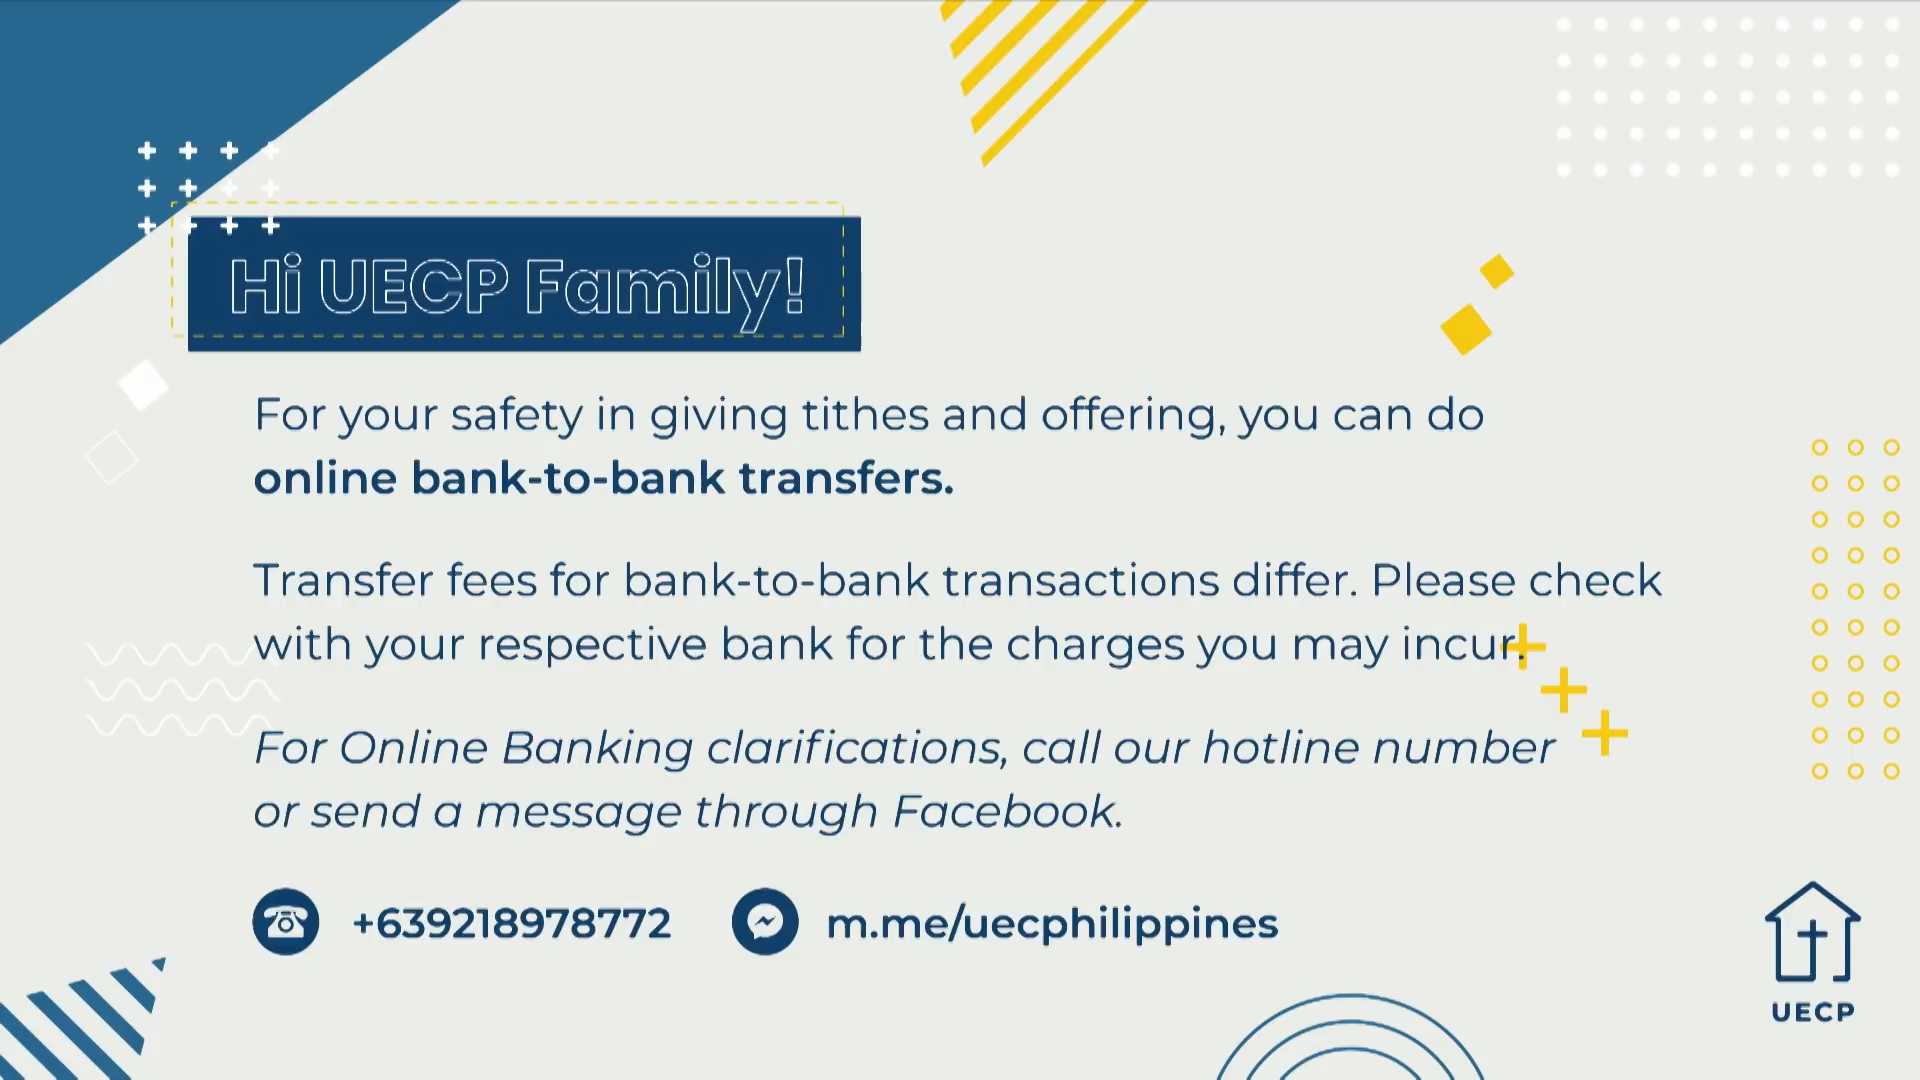 Hi UECP Family!
For your safety in giving tithes and offering, you can do
online bank-to-bank transfers.
Transfer fees for bank-to-bank transactions differ. Please check
with your respective bank for the charges you may incur.
For Online Banking clarifications, call our hotline number
or send a message through Facebook.
+639218978772 m.me/uecphilippines
UECP